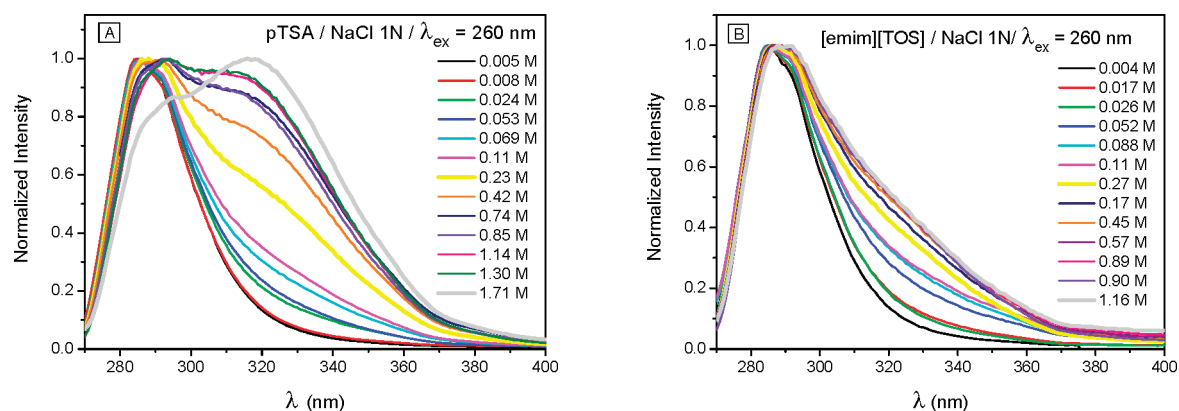 A
pTSA / NaCl 1N / λex = 260 nm
Normalized Intensity
1.0
0.8
0.6
0.4
0.2
0.0
0.005 M
0.008 M
0.024 M
0.053 M
0.069 M
0.11 M
0.23 M
0.42 M
0.74 M
0.85 M
1.14 M
1.30 M
1.71 M
280 300 320 340 360 380 400
λ (nm)
B
[emim][TOS] / NaCl 1N/ λex = 260 nm
Normalized Intensity
1.0
0.8
0.6
0.4
0.2
0.0
0.004 M
0.017 M
0.026 M
0.052 M
0.088 M
0.11 M
0.27 M
0.17 M
0.45 M
0.57 M
0.89 M
0.90 M
1.16 M
280 300 320 340 360 380 400
λ (nm)